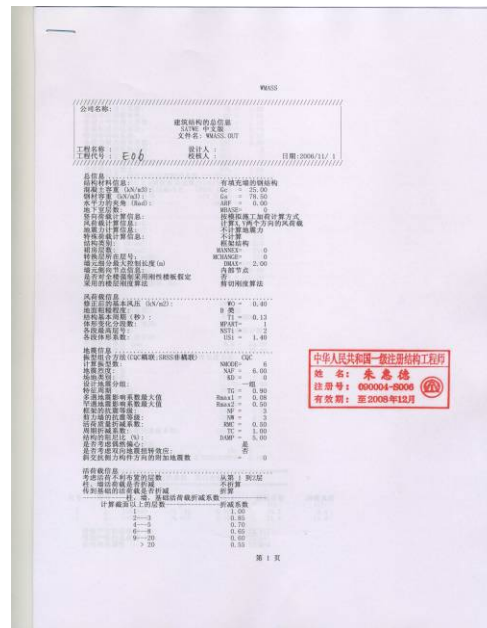 WMASS
////////////////////////////////////////////////////////////
公司名称:
建筑结构的总信息
SATWE 中文版
文件名: WMASS.OUT
工程名称 : 设计人 :
工程代号 : E06 校核人 : 日期:2006/11/ 1
////////////////////////////////////////////////////////////
总信息
结构材料信息: 有填充墙的钢结构
混凝土容重 (kN/m3): Gc = 25.00
钢材容重 (kN/m3): Gs = 78.50
水平力的夹角 (Rad): ARF = 0.00
地下室层数: MBASE= 0
竖向荷载计算信息: 按模拟施工加荷计算方式
风荷载计算信息: 计算X,Y两个方向的风荷载
地震力计算信息: 不计算地震力
特殊荷载计算信息: 不计算
结构类别: 框架结构
裙房层数: MANNEX= 0
转换层所在层号: MCHANGE= 0
墙元细分最大控制长度(m) DMAX= 2.00
墙元侧向节点信息: 内部节点
是否对全楼强制采用刚性楼板假定 否
采用的楼层刚度算法 剪切刚度算法
风荷载信息
修正后的基本风压 (kN/m2): WO = 0.40
地面粗糙程度: B 类
结构基本周期 (秒): T1 = 0.13
体形变化分段数: MPART= 1
各段最高层号: NSTi = 2
各段体形系数: USi = 1.40
地震信息
振型组合方法(CQC耦联;SRSS非耦联) CQC
计算振型数: NMODE= 6
地震烈度: NAF = 6.00
场地类别: KD = 0
设计地震分组: 一组
特征周期 TG = 0.90
多遇地震影响系数最大值 Rmax1 = 0.08
罕遇地震影响系数最大值 Rmax2 = 0.50
框架的抗震等级: NF = 3
剪力墙的抗震等级: NW = 3
活荷质量折减系数: RMC = 0.50
周期折减系数: TC = 1.00
结构的阻尼比 (%): DAMP = 5.00
是否考虑偶然偏心: 是
是否考虑双向地震扭转效应: 否
斜交抗侧力构件方向的附加地震数 = 0
活荷载信息
考虑活荷不利布置的层数 从第 1 到2层
柱、墙活荷载是否折减 不折算
传到基础的活荷载是否折减 折算
柱,墙,基础活荷载折减系数
计算截面以上的层数 折减系数
1 1.00
2---3 0.85
4---5 0.70
6---8 0.65
9---20 0.60
> 20 0.55
第 1 页
中华人民共和国一级注册结构工程师
姓 名: 朱惠德
注册号: 090004-S006
有效期: 至2008年12月